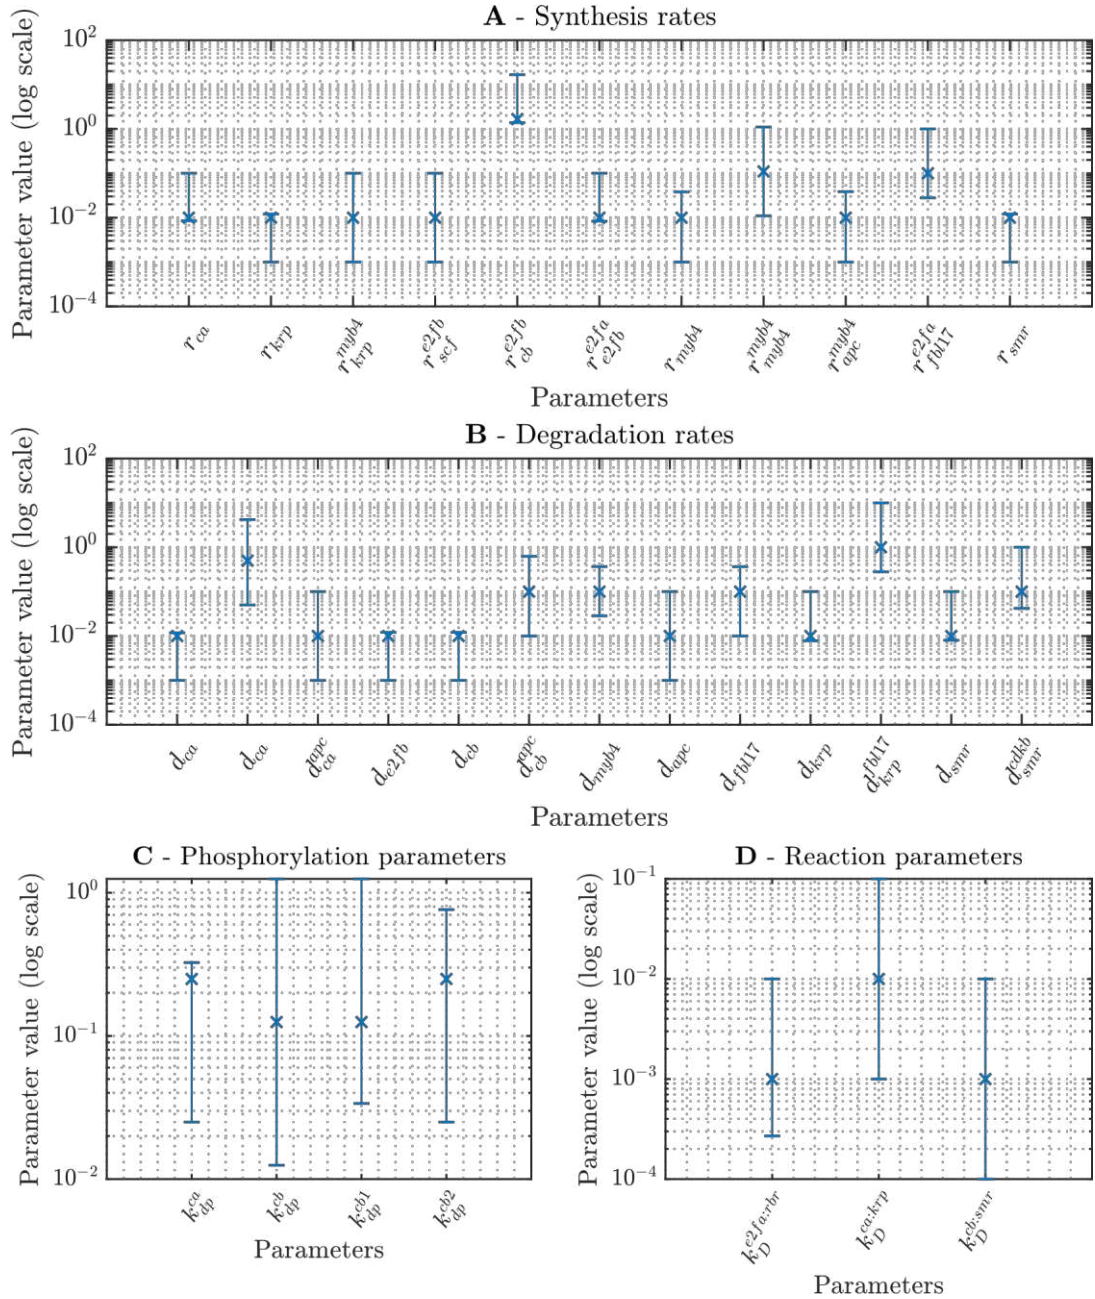 A - Synthesis rates
Parameter value (log scale)
10^2
10^0
10^-2
10^-4
r_ca
r_krp
r_krp^myb4
r_scf^e2fb
r_cb^e2fb
r_e2fb^e2fa
r_myb4
r_myb4^myb4
r_apc^myb4
r_fbl17^e2fa
r_smr
Parameters
B - Degradation rates
Parameter value (log scale)
10^2
10^0
10^-2
10^-4
d_ca
d_ca
d_ca^apc
d_e2fb
d_cb
d_cb^apc
d_myb4
d_apc
d_fbl17
d_krp
d_krp^fbl17
d_smr
d_smr^cdkb
Parameters
C - Phosphorylation parameters
Parameter value (log scale)
10^0
10^-1
10^-2
k_dp^ca
k_dp^cb
k_dp^cb1
k_dp^cb2
Parameters
D - Reaction parameters
Parameter value (log scale)
10^-1
10^-2
10^-3
10^-4
k_D^e2fa:rbr
k_D^ca:krp
k_D^cb:smr
Parameters